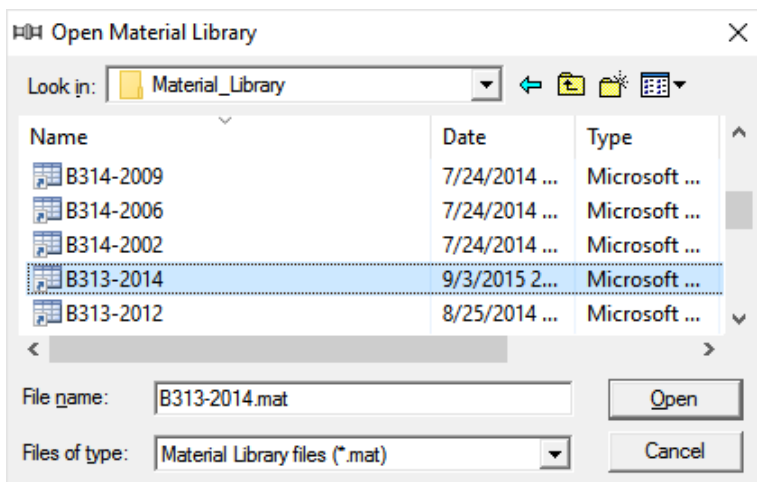 Open Material Library
Look in: Material_Library
Name Date Type
B314-2009 7/24/2014 ... Microsoft ...
B314-2006 7/24/2014 ... Microsoft ...
B314-2002 7/24/2014 ... Microsoft ...
B313-2014 9/3/2015 2... Microsoft ...
B313-2012 8/25/2014 ... Microsoft ...
File name: B313-2014.mat Open
Files of type: Material Library files (*.mat) Cancel